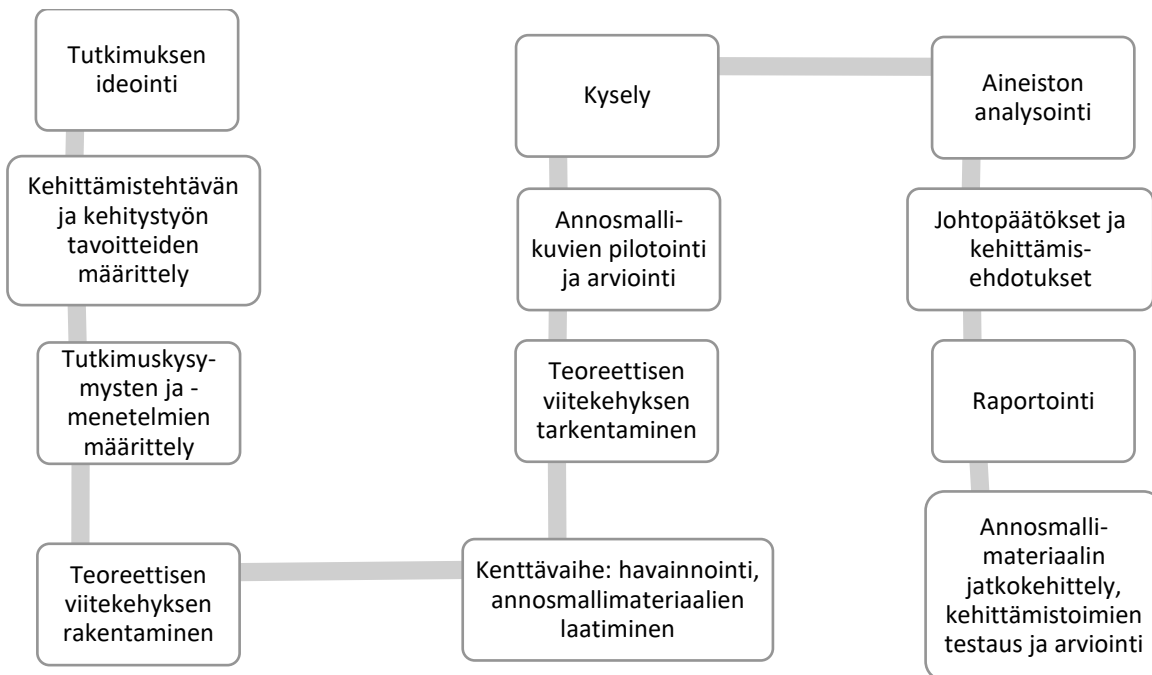 Tutkimuksen
ideointi
Kehittämistehtävän
ja kehitystyön
tavoitteiden
määrittely
Tutkimuskysy-
mysten ja -
menetelmien
määrittely
Teoreettisen
viitekehyksen
rakentaminen
Kenttävaihe: havainnointi,
annosmallimateriaalien
laatiminen
Teoreettisen
viitekehyksen
tarkentaminen
Annosmalli-
kuvien pilotointi
ja arviointi
Kysely
Aineiston
analysointi
Johtopäätökset ja
kehittämis-
ehdotukset
Raportointi
Annosmalli-
materiaalin
jatkokehittely,
kehittämistoimien
testaus ja arviointi